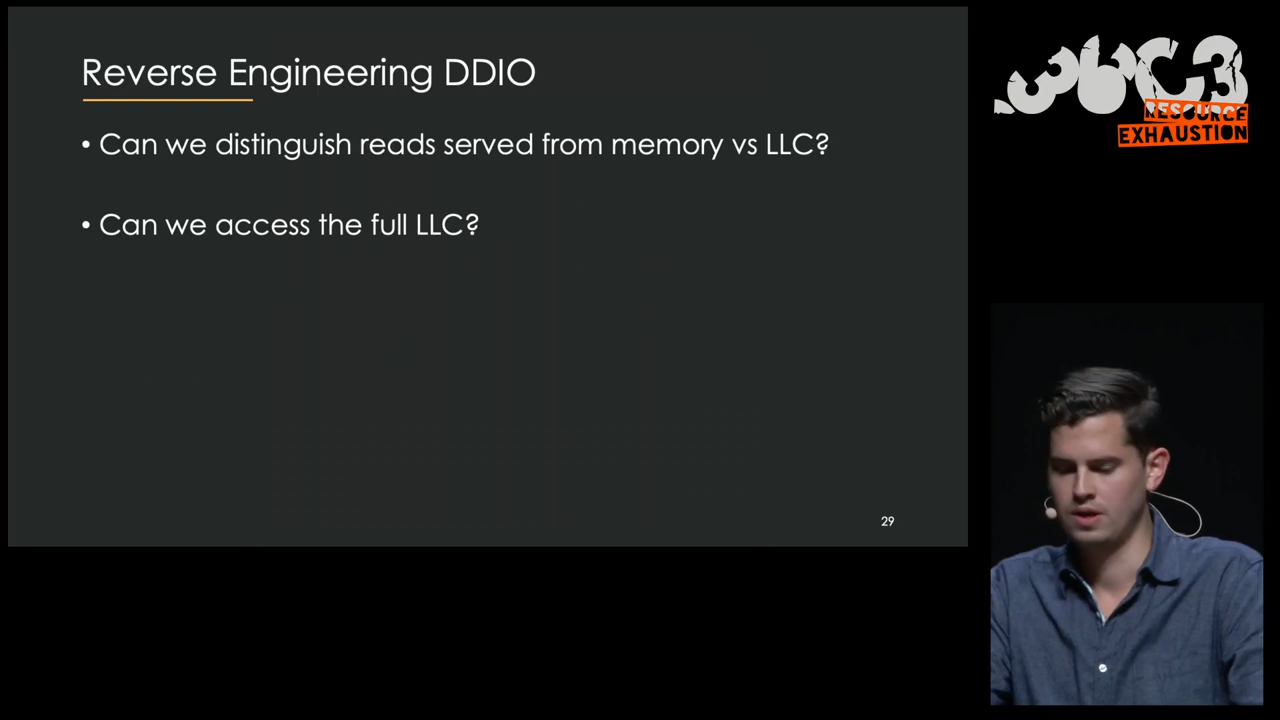 Reverse Engineering DDIO
• Can we distinguish reads served from memory vs LLC?
• Can we access the full LLC?
29
36C3
RESOURCE
EXHAUSTION